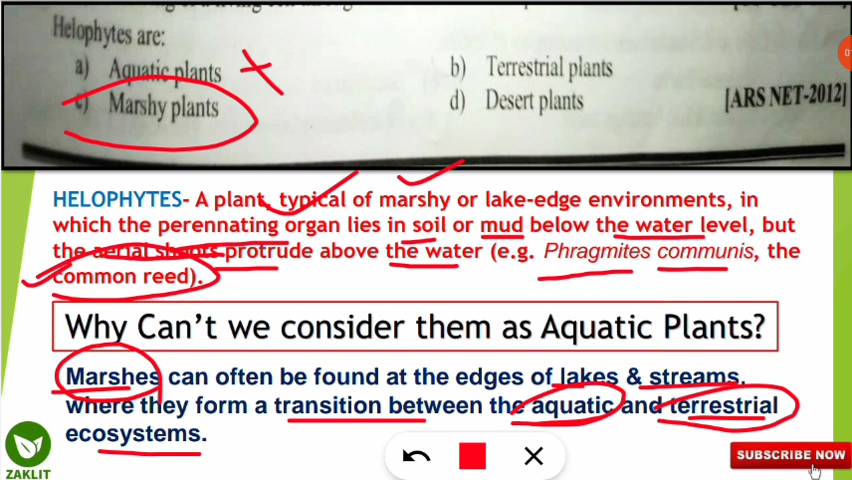 Helophytes are:
a) Aquatic plants b) Terrestrial plants
c) Marshy plants d) Desert plants [ARS NET-2012]
HELOPHYTES- A plant, typical of marshy or lake-edge environments, in
which the perennating organ lies in soil or mud below the water level, but
the aerial shoots protrude above the water (e.g. Phragmites communis, the
common reed).
Why Can't we consider them as Aquatic Plants?
Marshes can often be found at the edges of lakes & streams,
where they form a transition between the aquatic and terrestrial
ecosystems.
ZAKLIT
SUBSCRIBE NOW